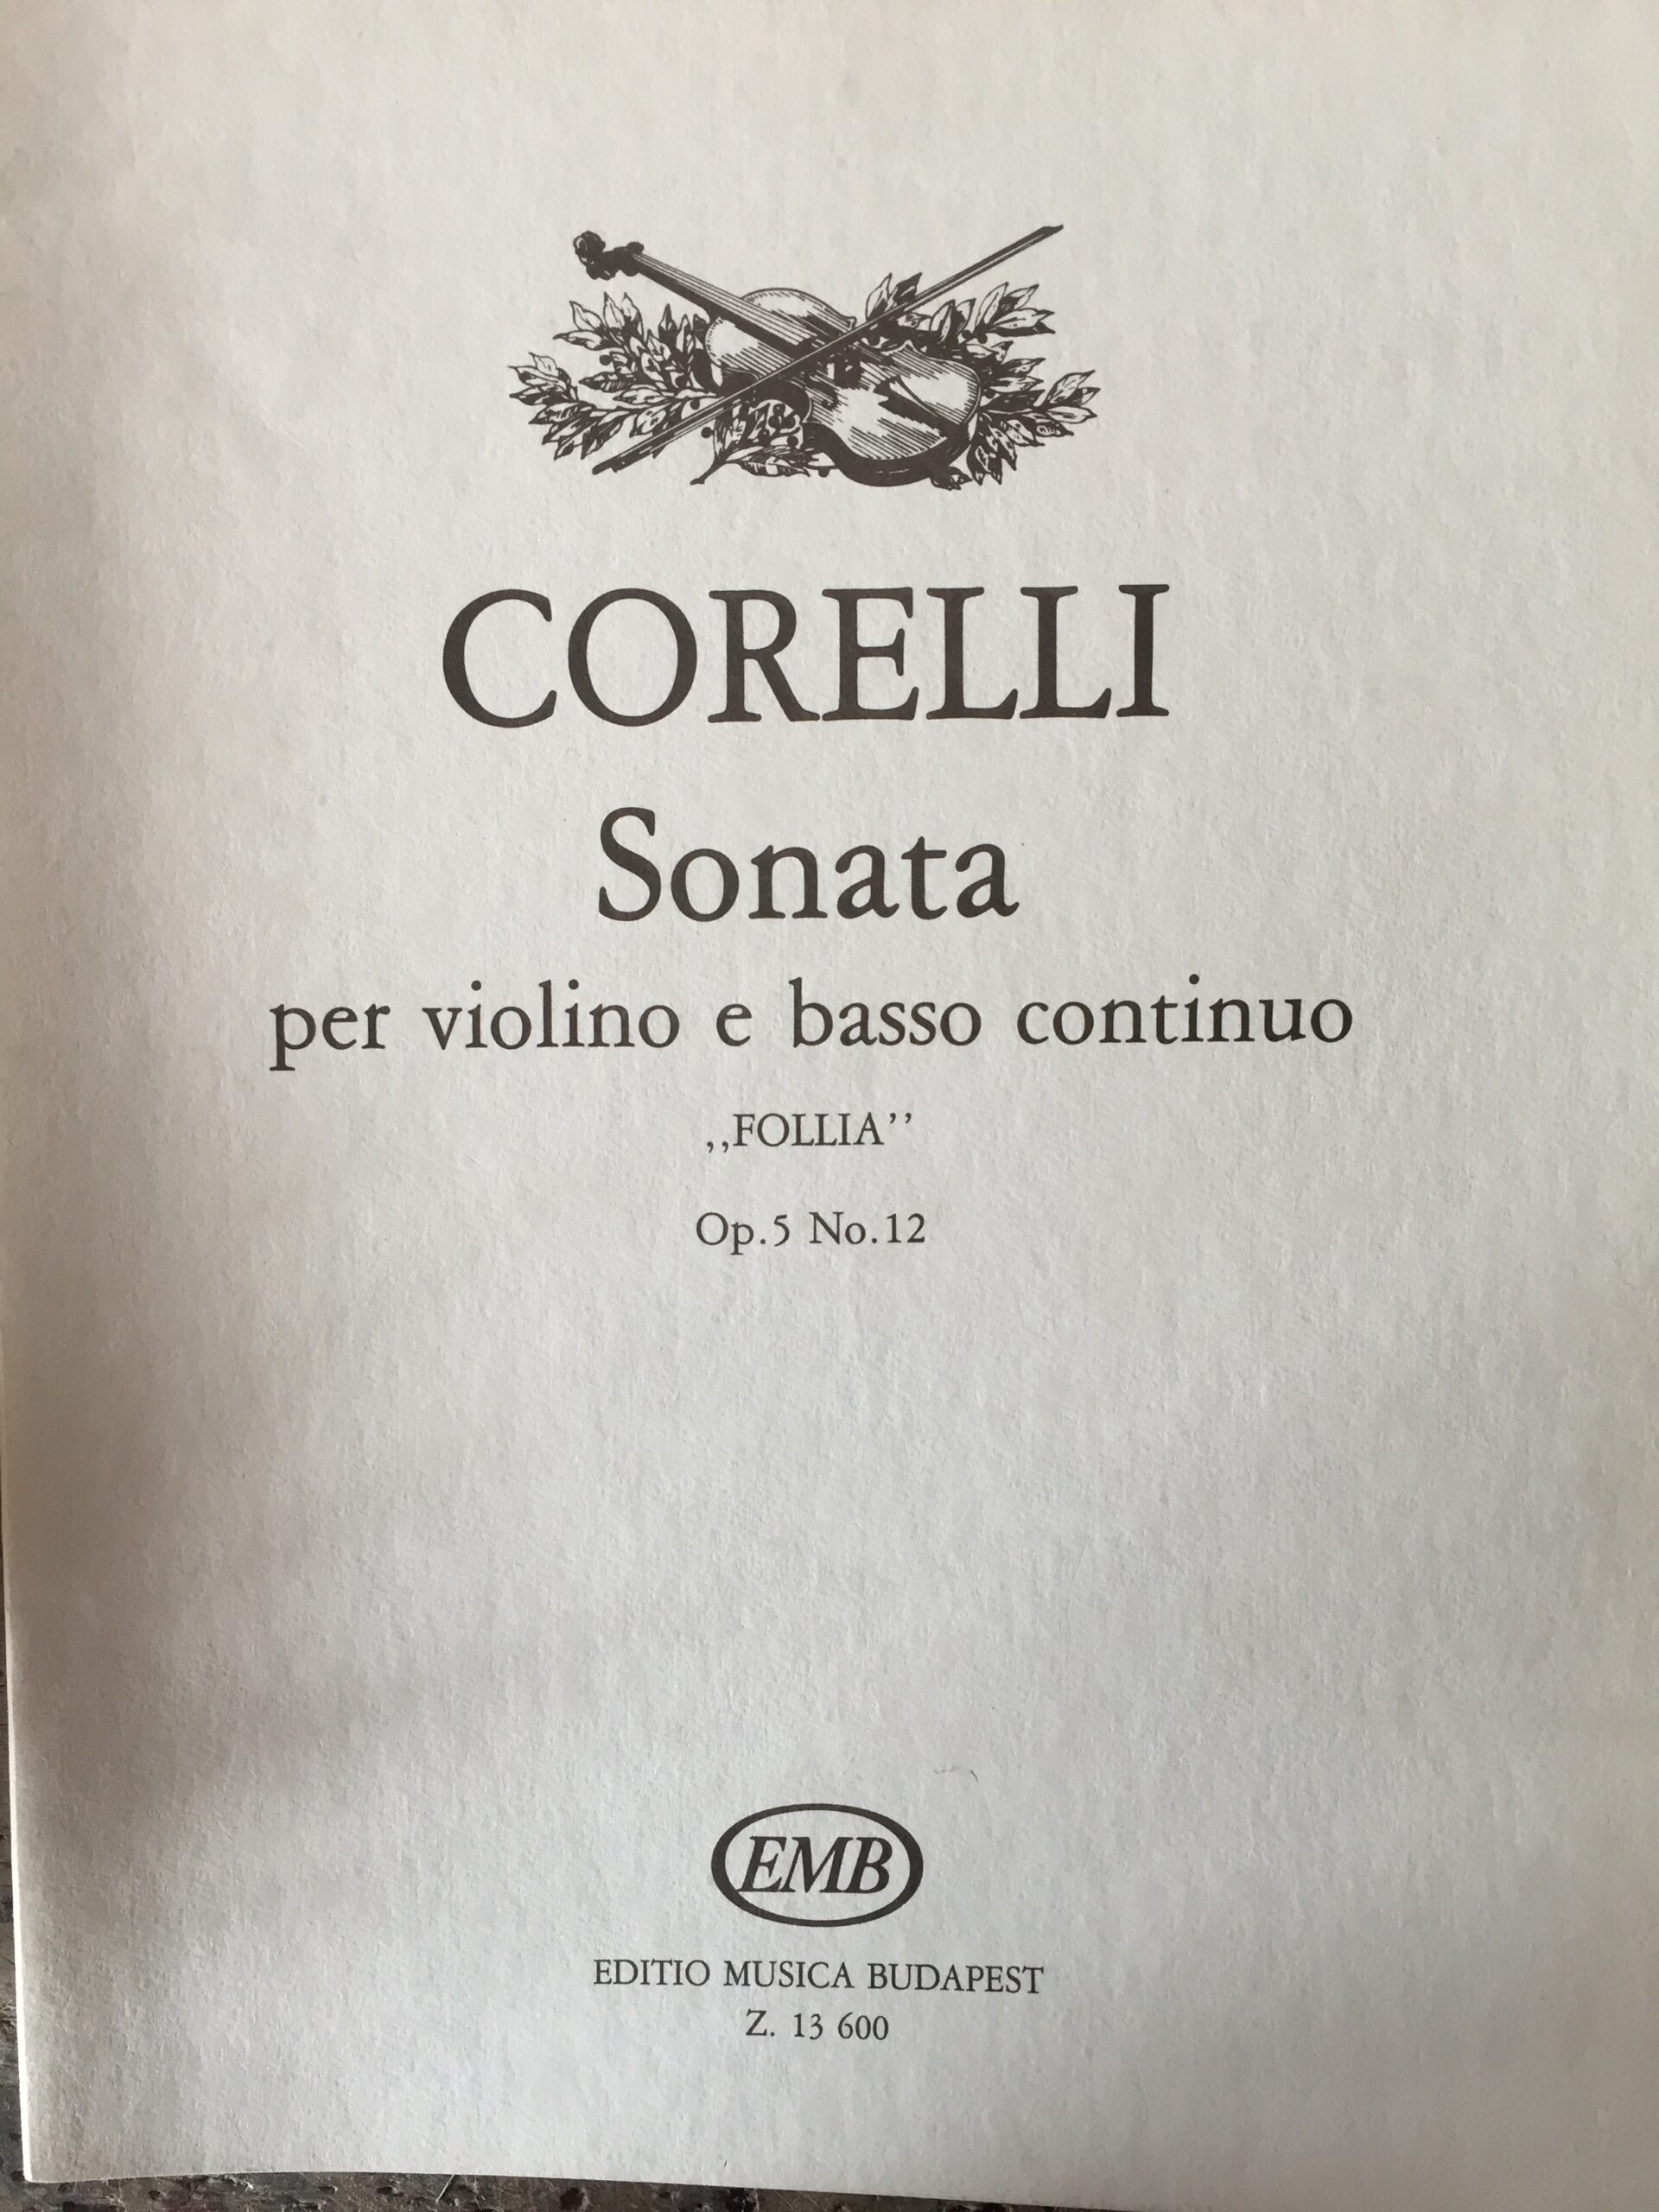 CORELLI
Sonata
per violino e basso continuo
,,FOLLIA’’
Op.5 No.12
EMB
EDITIO MUSICA BUDAPEST
Z. 13 600